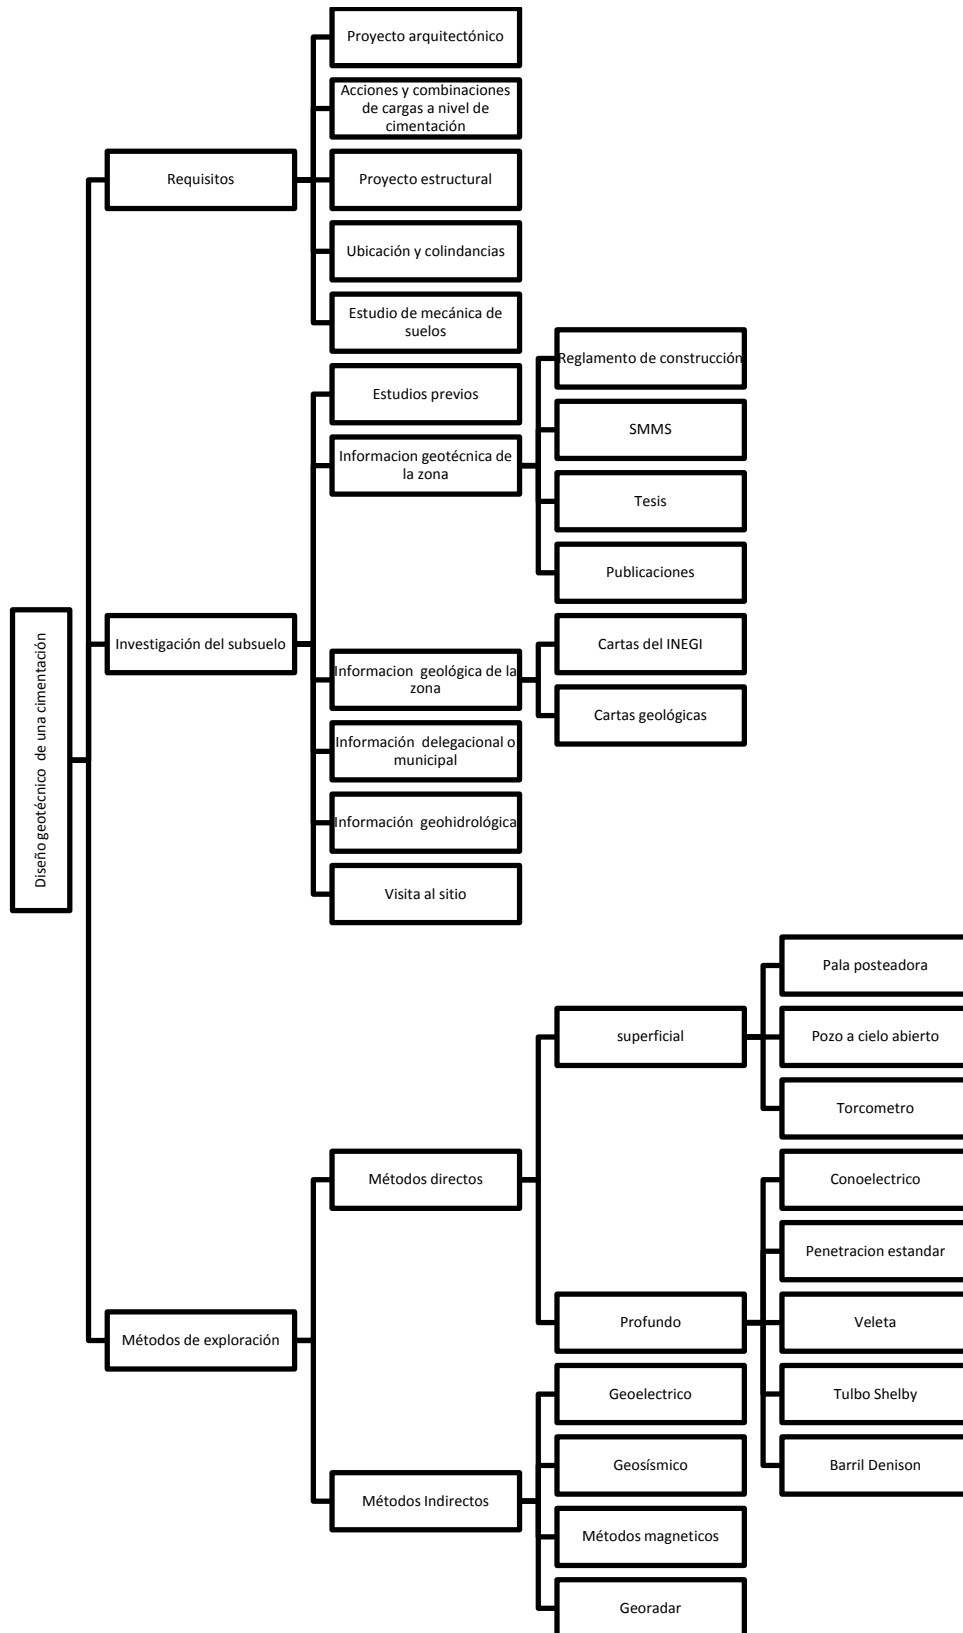 Diseño geotécnico de una cimentación
Requisitos
Proyecto arquitectónico
Acciones y combinaciones
de cargas a nivel de
cimentación
Proyecto estructural
Ubicación y colindancias
Estudio de mecánica de
suelos
Investigación del subsuelo
Estudios previos
Informacion geotécnica de
la zona
Reglamento de construcción
SMMS
Tesis
Publicaciones
Informacion geológica de la
zona
Cartas del INEGI
Cartas geológicas
Información delegacional o
municipal
Información geohidrológica
Visita al sitio
Métodos de exploración
Métodos directos
superficial
Pala posteadora
Pozo a cielo abierto
Torcometro
Profundo
Conoelectrico
Penetracion estandar
Veleta
Tulbo Shelby
Barril Denison
Métodos Indirectos
Geoelectrico
Geosísmico
Métodos magneticos
Georadar